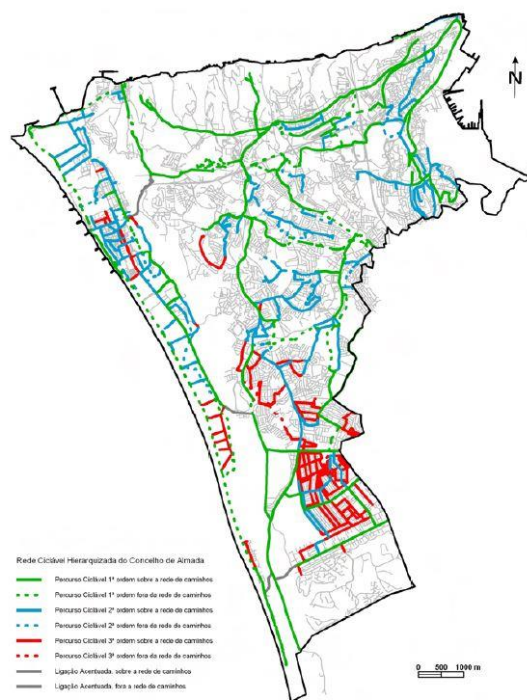 N
Rede Ciclável Hierarquizada do Concelho de Almada
Percurso Ciclável 1ª ordem sobre a rede de caminhos
Percurso Ciclável 1ª ordem fora da rede de caminhos
Percurso Ciclável 2ª ordem sobre a rede de caminhos
Percurso Ciclável 2ª ordem fora da rede de caminhos
Percurso Ciclável 3ª ordem sobre a rede de caminhos
Percurso Ciclável 3ª ordem fora da rede de caminhos
Ligação Acentuada, sobre a rede de caminhos
Ligação Acentuada, fora a rede de caminhos
0 500 1000 m